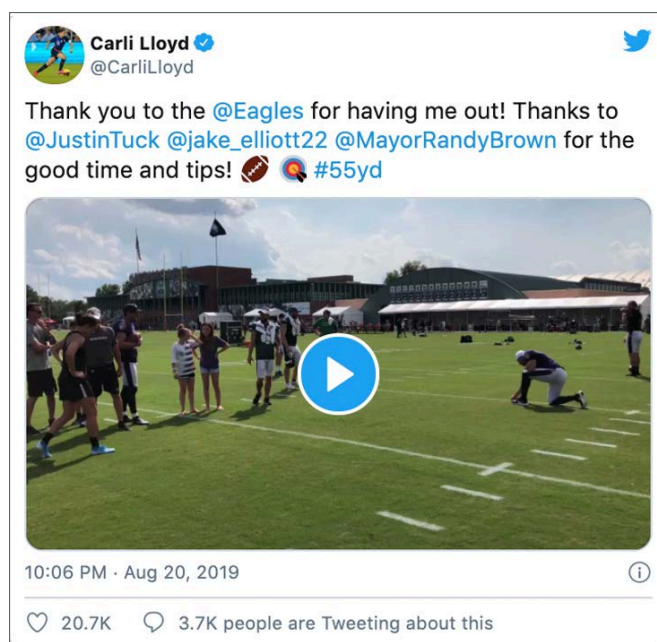 Carli Lloyd
@CarliLloyd
Thank you to the @Eagles for having me out! Thanks to
@JustinTuck @jake_elliott22 @MayorRandyBrown for the
good time and tips! 🏈 🎯 #55yd
10:06 PM · Aug 20, 2019
20.7K 3.7K people are Tweeting about this